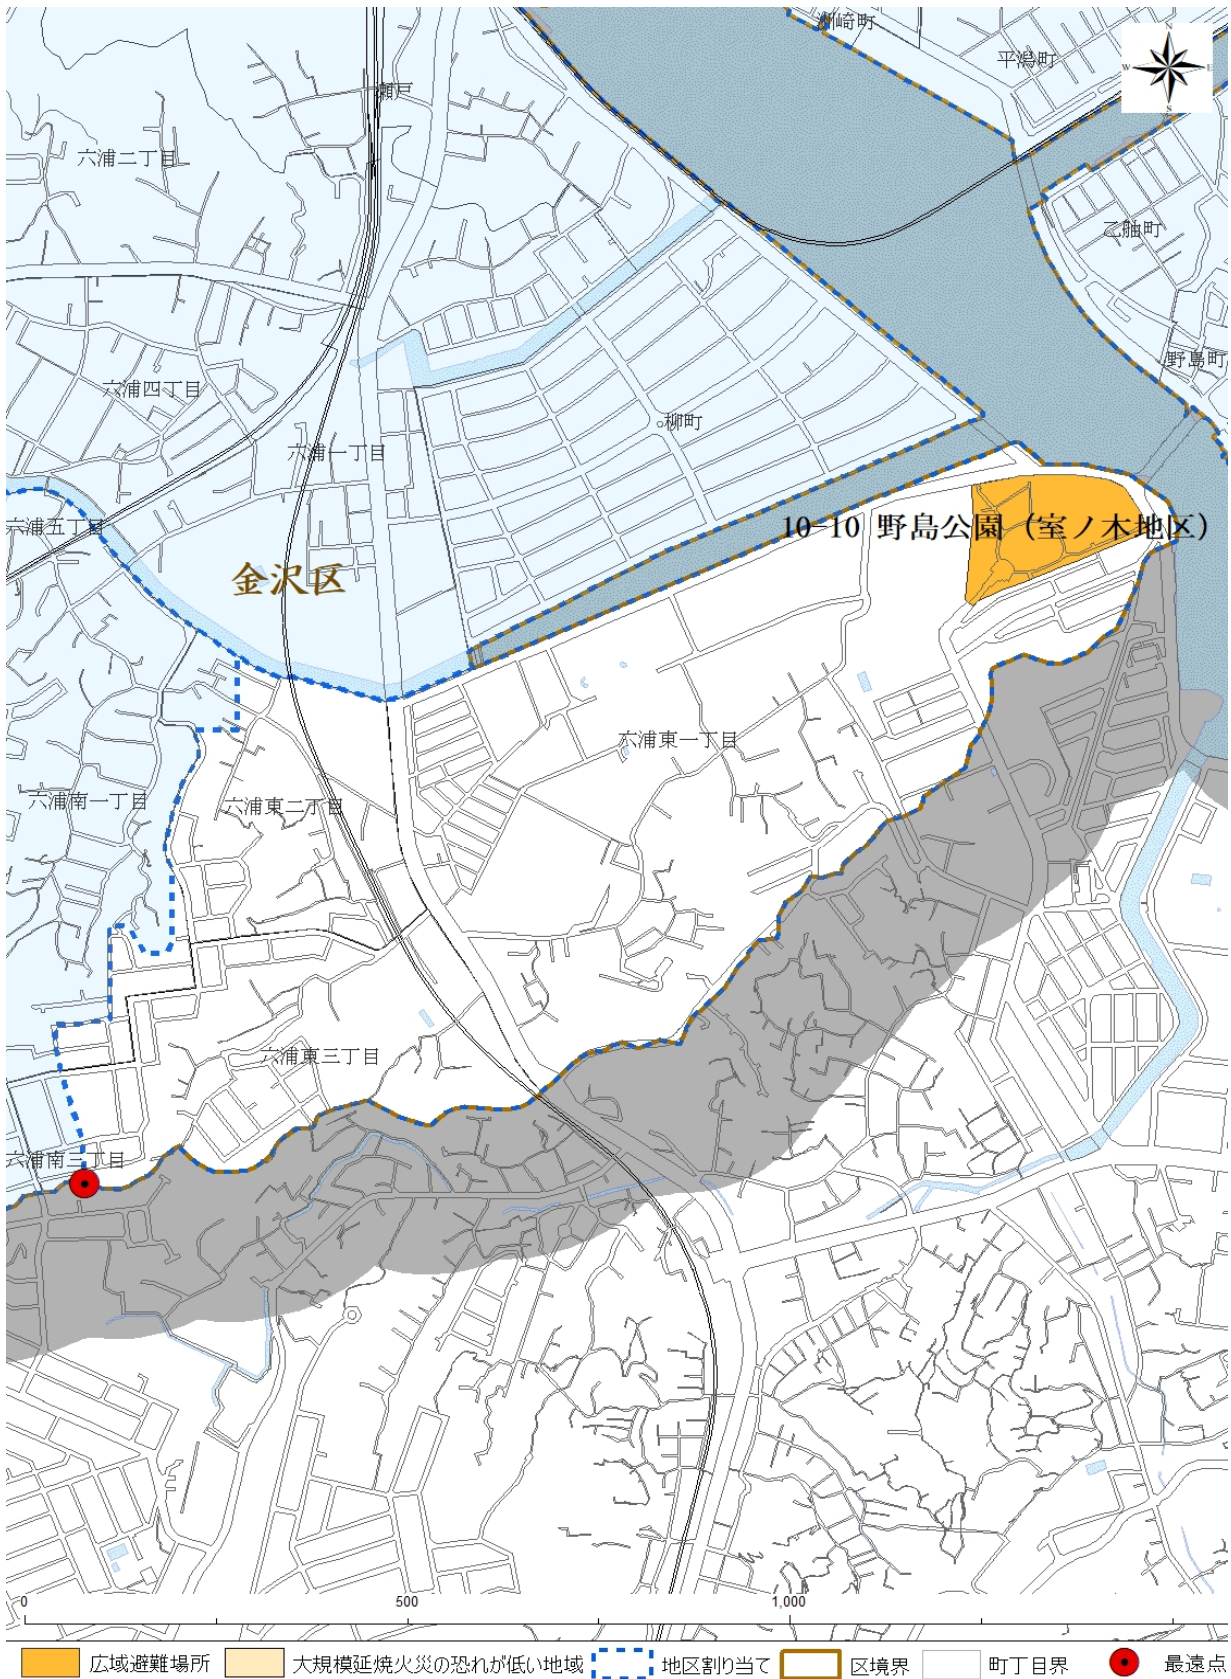 洲崎町
平潟町
N
W
E
S
瀬戸
六浦二丁目
乙舳町
野島町
六浦四丁目
柳町
六浦一丁目
六浦五丁目
10-10 野島公園（室ノ木地区）
金沢区
六浦東一丁目
六浦南一丁目
六浦東二丁目
六浦東三丁目
六浦南三丁目
0
500
1,000
広域避難場所
大規模延焼火災の恐れが低い地域
地区割り当て
区境界
町丁目界
最遠点